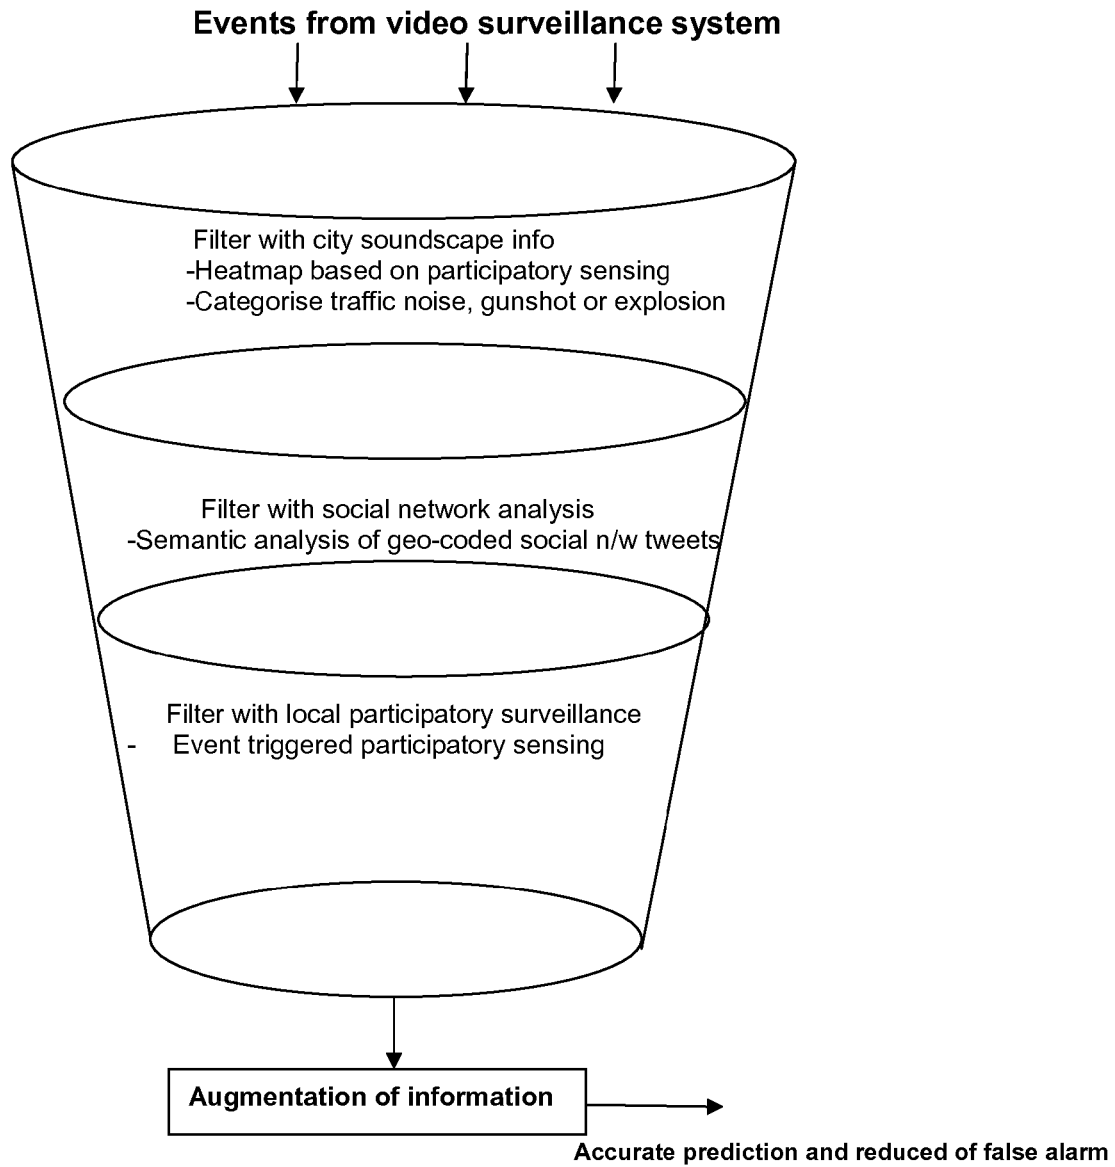 Events from video surveillance system
Filter with city soundscape info
-Heatmap based on participatory sensing
-Categorise traffic noise, gunshot or explosion
Filter with social network analysis
-Semantic analysis of geo-coded social n/w tweets
Filter with local participatory surveillance
- Event triggered participatory sensing
Augmentation of information
Accurate prediction and reduced of false alarm